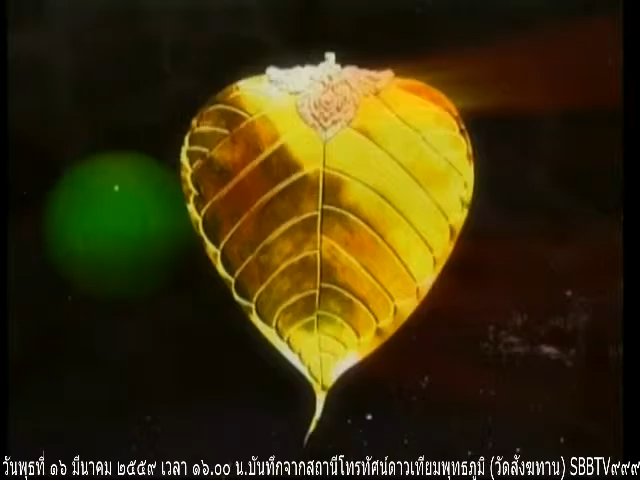 วันพุธที่ ๑๖ มีนาคม ๒๕๕๙ เวลา ๑๖.๐๐ น.บันทึกจากสถานีโทรทัศน์ดาวเทียมพุทธภูมิ (วัดสังฆทาน) SBBTV๙๙๙